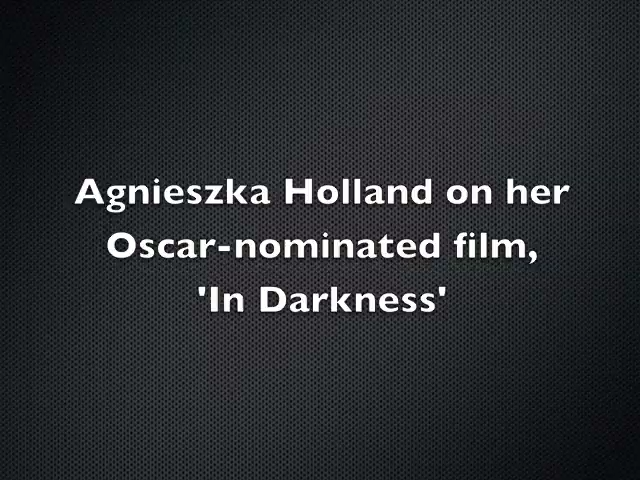 Agnieszka Holland on her
Oscar-nominated film,
'In Darkness'